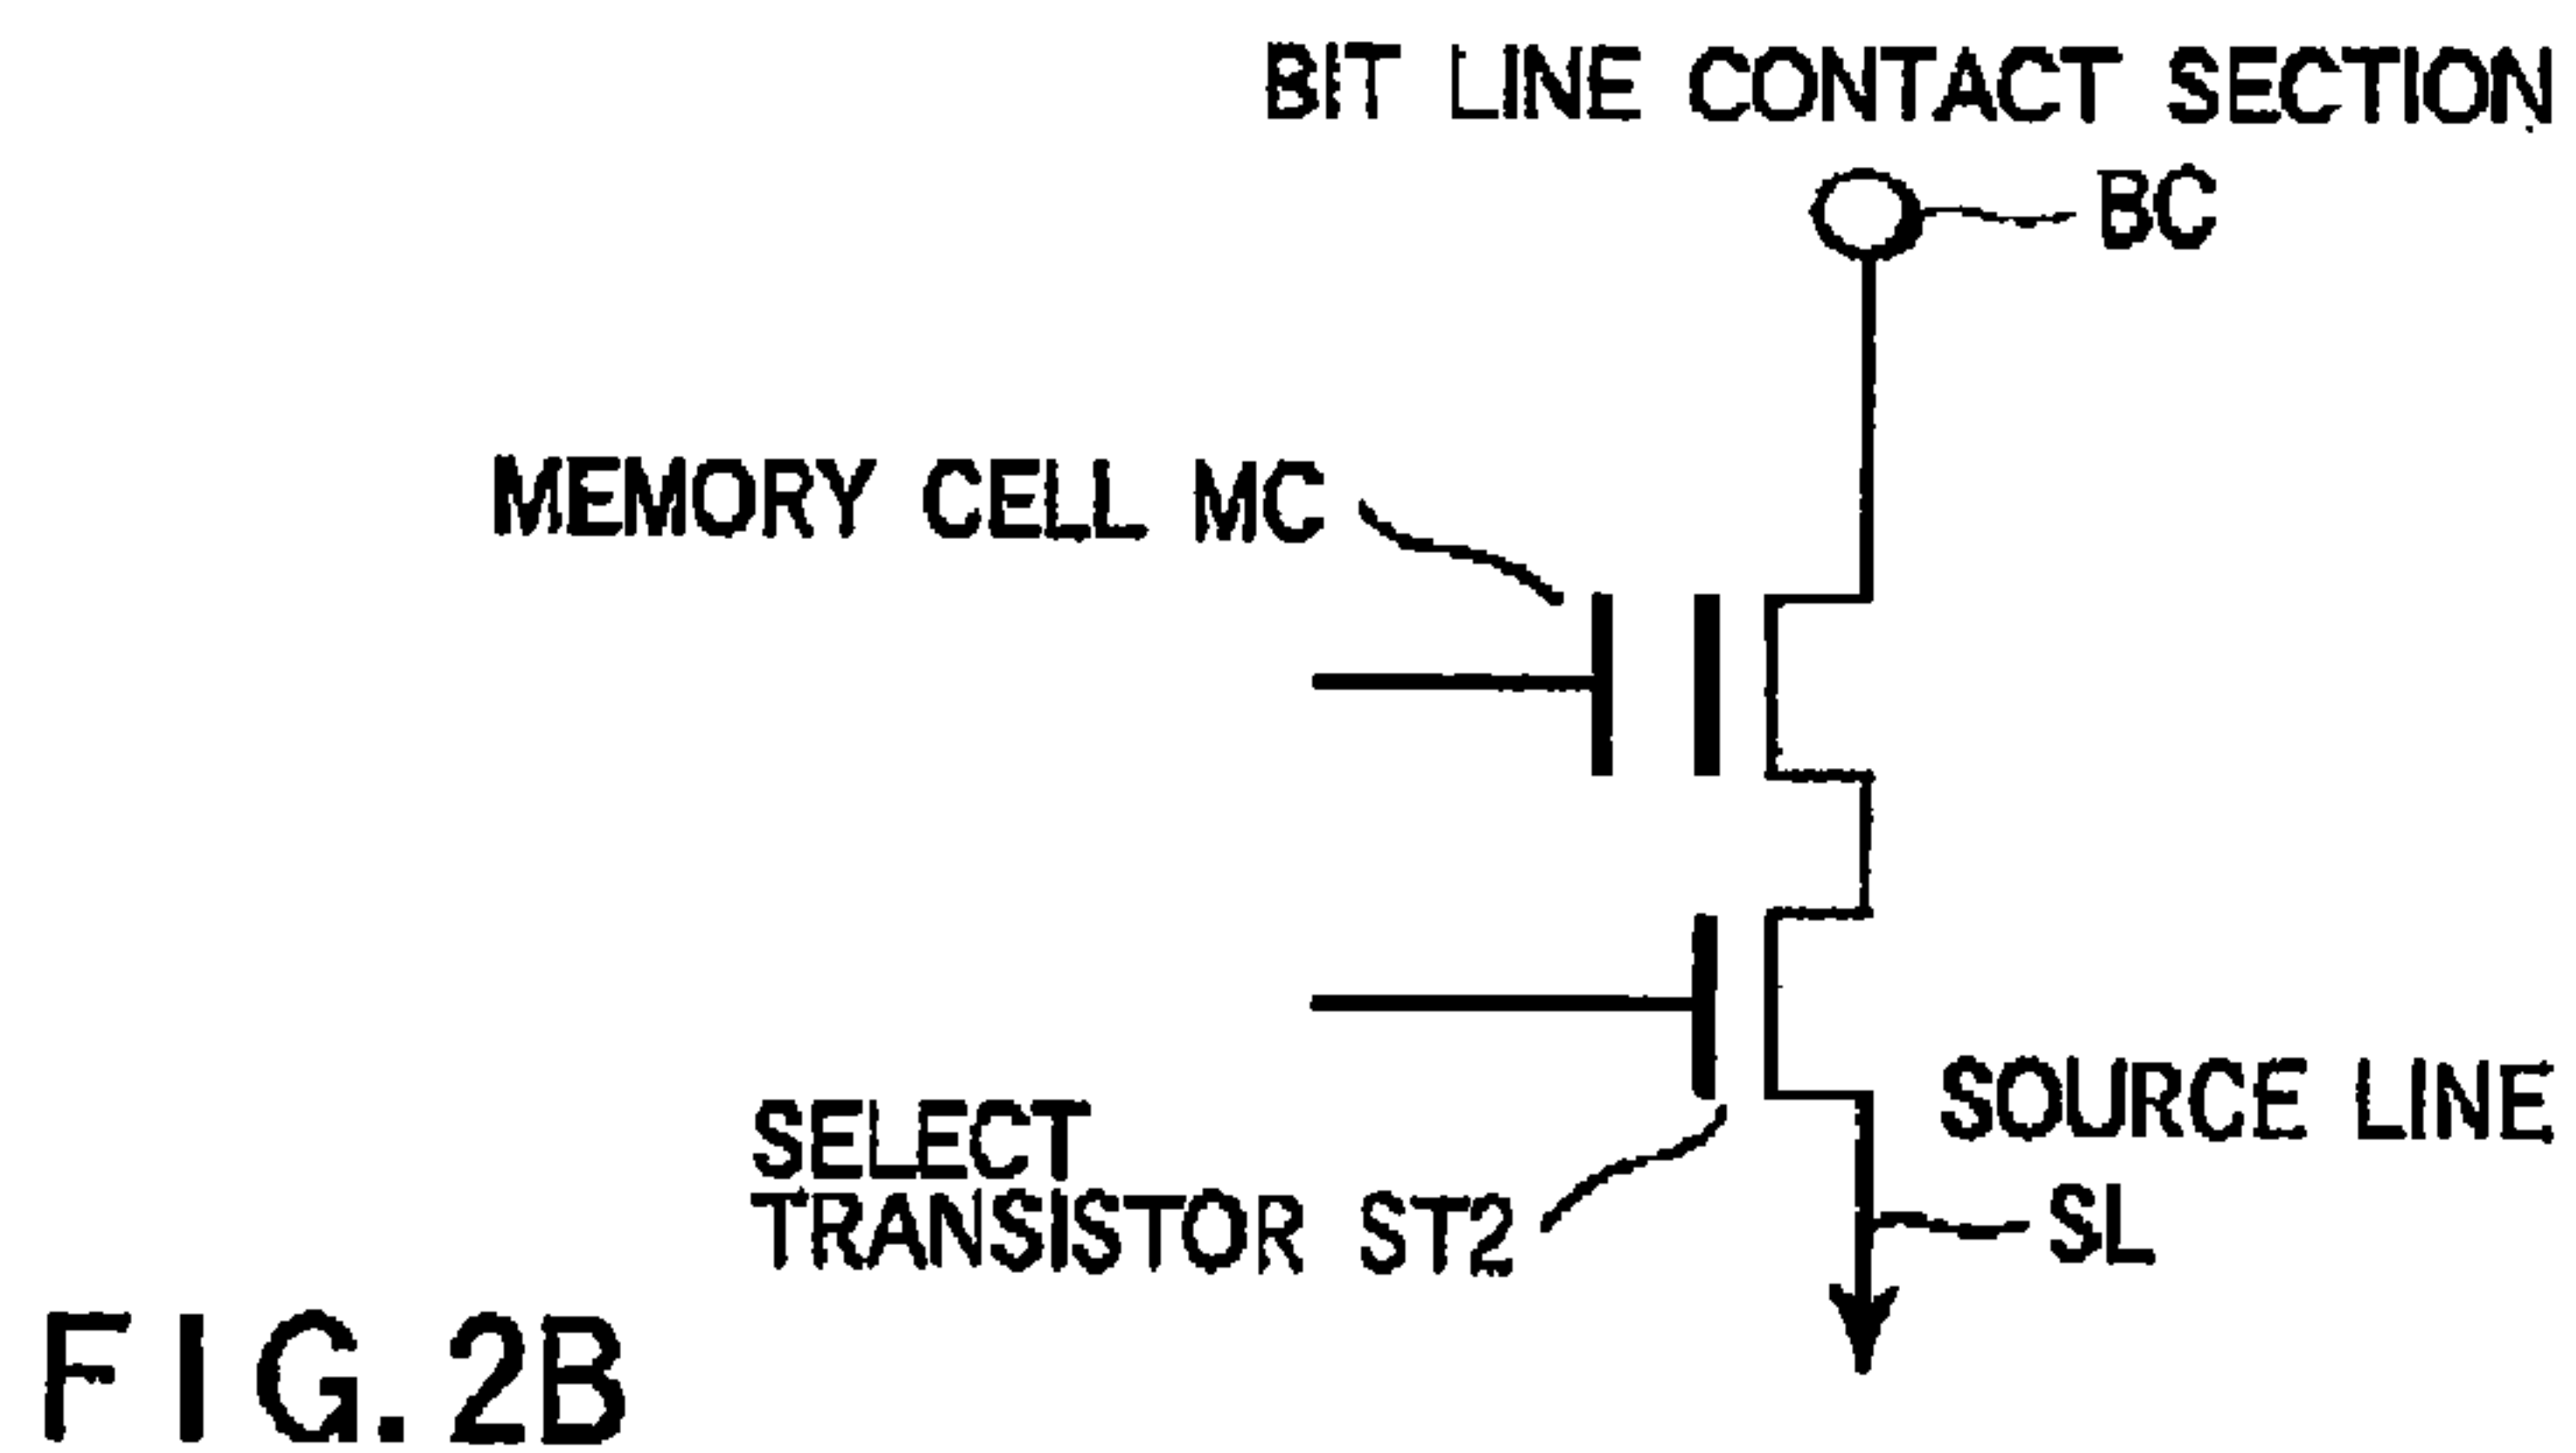 BIT LINE CONTACT SECTION
BC
MEMORY CELL MC
SOURCE LINE
SL
SELECT
TRANSISTOR ST2
FIG.2B